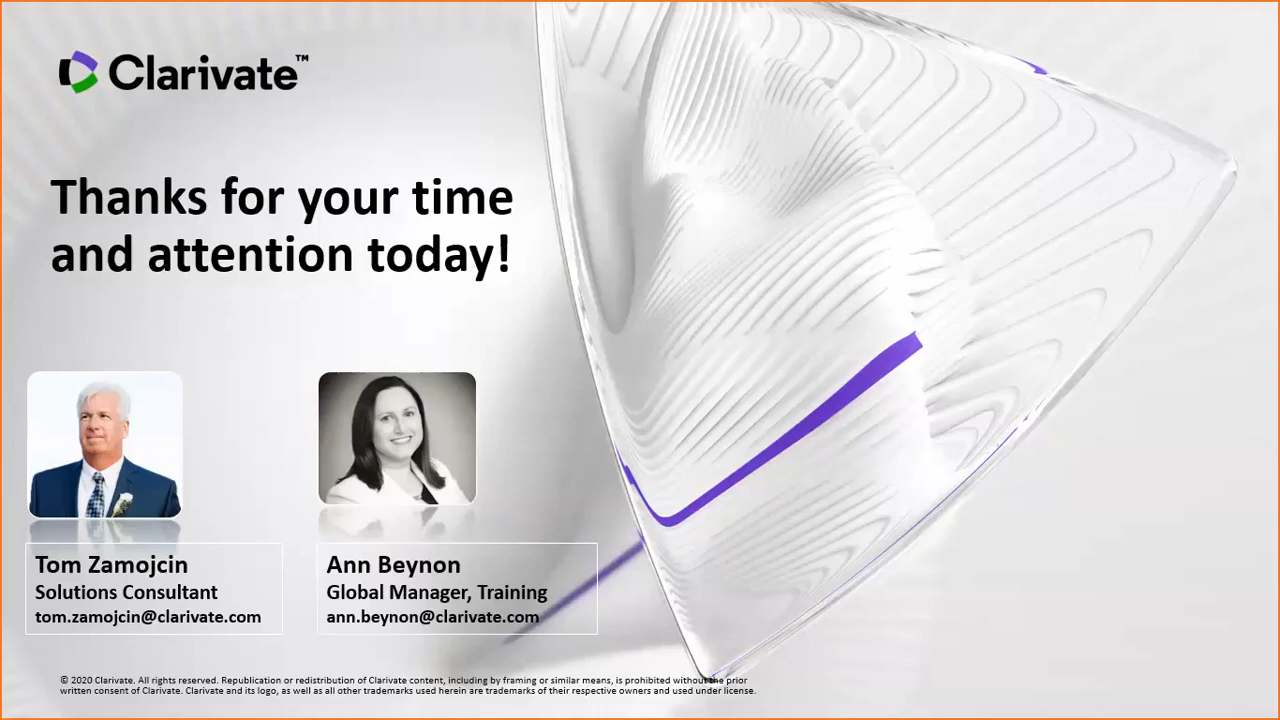 Clarivate™
Thanks for your time
and attention today!
Tom Zamojcin
Solutions Consultant
tom.zamojcin@clarivate.com
Ann Beynon
Global Manager, Training
ann.beynon@clarivate.com
© 2020 Clarivate. All rights reserved. Republication or redistribution of Clarivate content, including by framing or similar means, is prohibited without the prior
written consent of Clarivate. Clarivate and its logo, as well as all other trademarks used herein are trademarks of their respective owners and used under license.